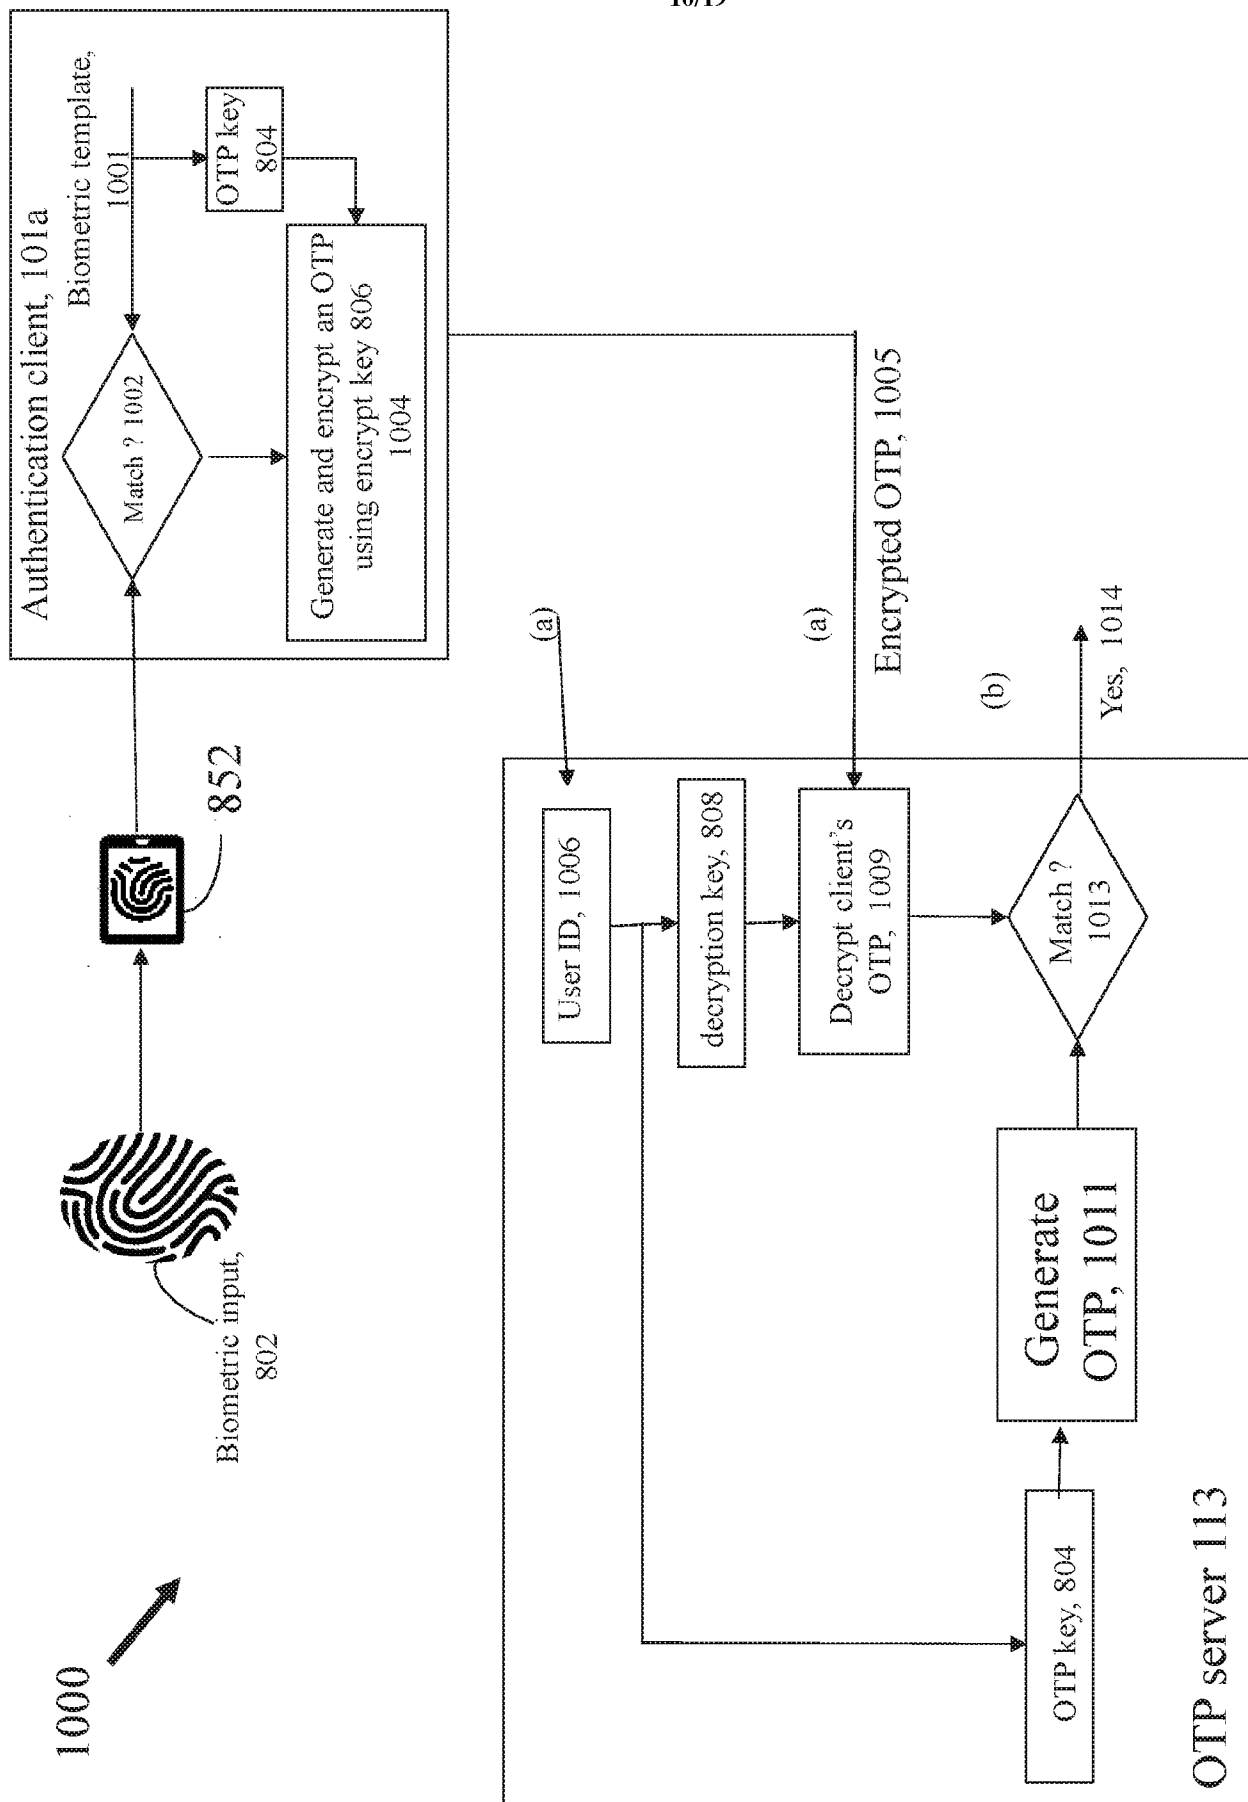 1000
Biometric input,
802
852
Authentication client, 101a
Biometric template,
1001
Match ? 1002
OTP key
804
Generate and encrypt an OTP
using encrypt key 806
1004
(a)
User ID, 1006
decryption key, 808
(a)
Encrypted OTP, 1005
Decrypt client's
OTP, 1009
(b)
Match ?
1013
Yes, 1014
Generate
OTP, 1011
OTP key, 804
OTP server 113